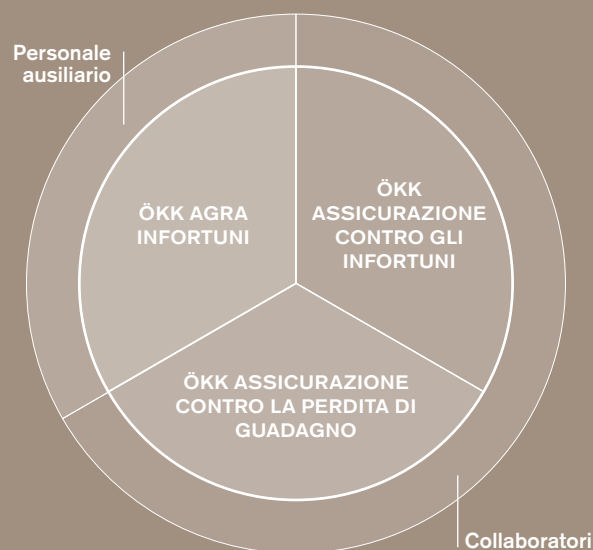 Personale
ausiliario
ÖKK AGRA
INFORTUNI
ÖKK
ASSICURAZIONE
CONTRO GLI
INFORTUNI
ÖKK ASSICURAZIONE
CONTRO LA PERDITA DI
GUADAGNO
Collaboratori